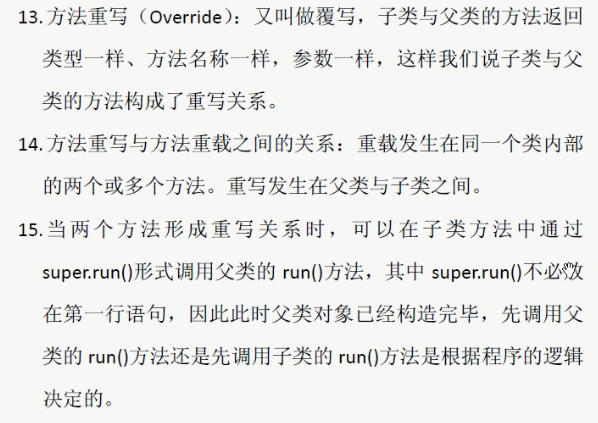 13. 方法重写（Override）：又叫做覆写，子类与父类的方法返回
类型一样、方法名称一样，参数一样，这样我们说子类与父
类的方法构成了重写关系。
14. 方法重写与方法重载之间的关系：重载发生在同一个类内部
的两个或多个方法。重写发生在父类与子类之间。
15. 当两个方法形成重写关系时，可以在子类方法中通过
super.run()形式调用父类的 run()方法，其中 super.run()不必放
在第一行语句，因此此时父类对象已经构造完毕，先调用父
类的 run()方法还是先调用子类的 run()方法是根据程序的逻辑
决定的。